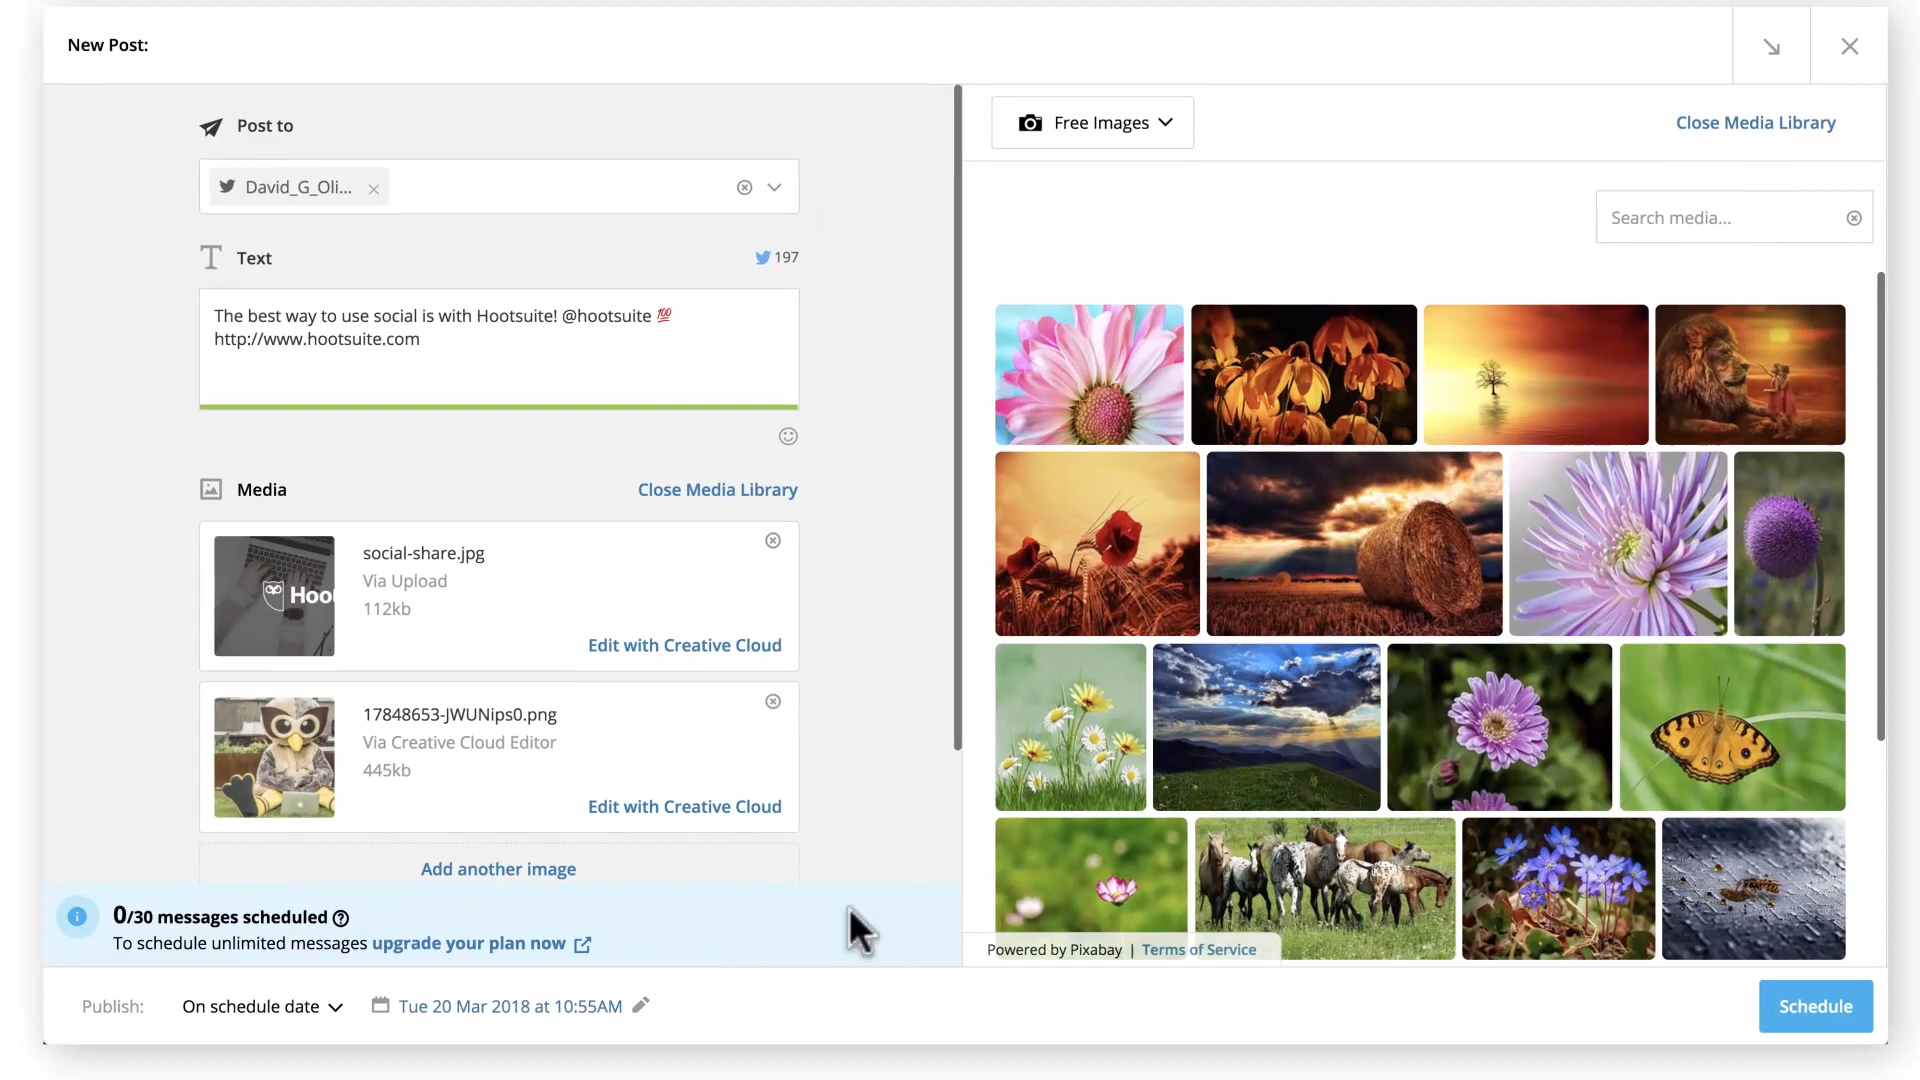 New Post:
Post to
David_G_Oli...
Text
197
The best way to use social is with Hootsuite! @hootsuite 💯
http://www.hootsuite.com
Media
Close Media Library
Hoo
social-share.jpg
Via Upload
112kb
Edit with Creative Cloud
17848653-JWUNips0.png
Via Creative Cloud Editor
445kb
Edit with Creative Cloud
Add another image
0/30 messages scheduled
To schedule unlimited messages upgrade your plan now
Free Images
Close Media Library
Search media...
Powered by Pixabay | Terms of Service
Publish:
On schedule date
Tue 20 Mar 2018 at 10:55AM
Schedule